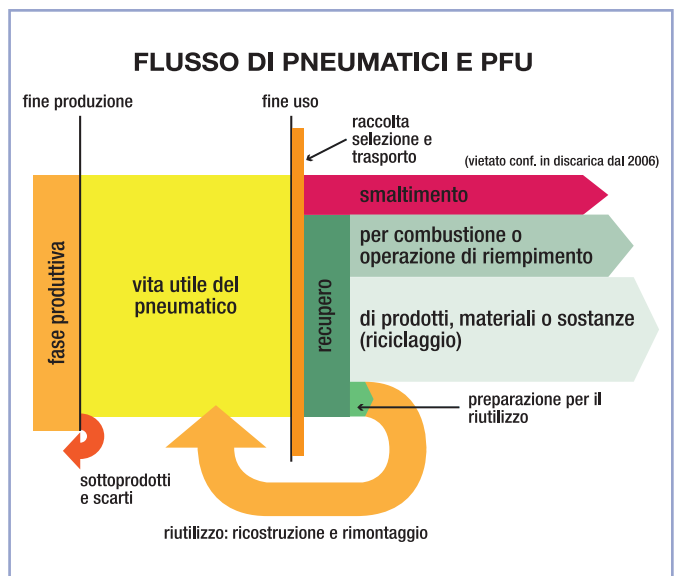 FLUSSO DI PNEUMATICI E PFU
fine produzione
fine uso
raccolta
selezione e
trasporto
(vietato conf. in discarica dal 2006)
smaltimento
fase produttiva
vita utile del
pneumatico
recupero
per combustione o
operazione di riempimento
di prodotti, materiali o sostanze
(riciclaggio)
preparazione per il
riutilizzo
sottoprodotti
e scarti
riutilizzo: ricostruzione e rimontaggio